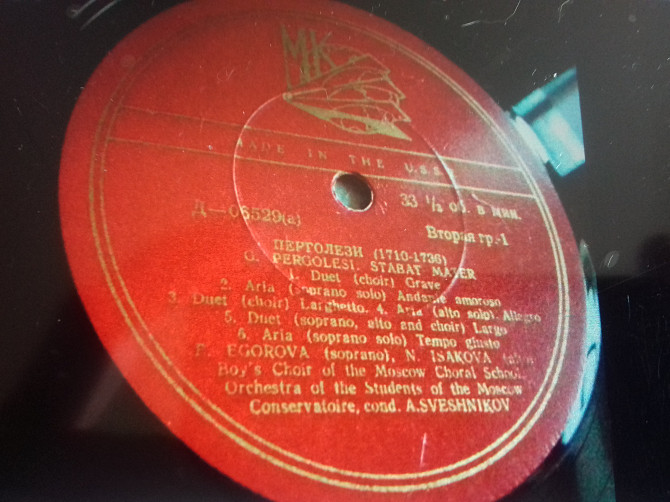 МК
MADE IN THE U.S.S.
Д—06529(а)
33 ⅓ об. в мин.
Вторая гр.-1
ПЕРГОЛЕЗИ (1710-1736)
G. PERGOLESI. STABAT MATER
1. Duet (choir) Grave
2. Aria (soprano solo) Andante amoroso
3. Duet (choir) Larghetto. 4. Aria (alto solo). Allegro
5. Duet (soprano, alto and choir) Largo
6. Aria (soprano solo) Tempo giusto
EGOROVA (soprano), N. ISAKOVA
Boy's Choir of the Moscow Choral School,
Orchestra of the Students of the Moscow
Conservatoire, cond. A.SVESHNIKOV